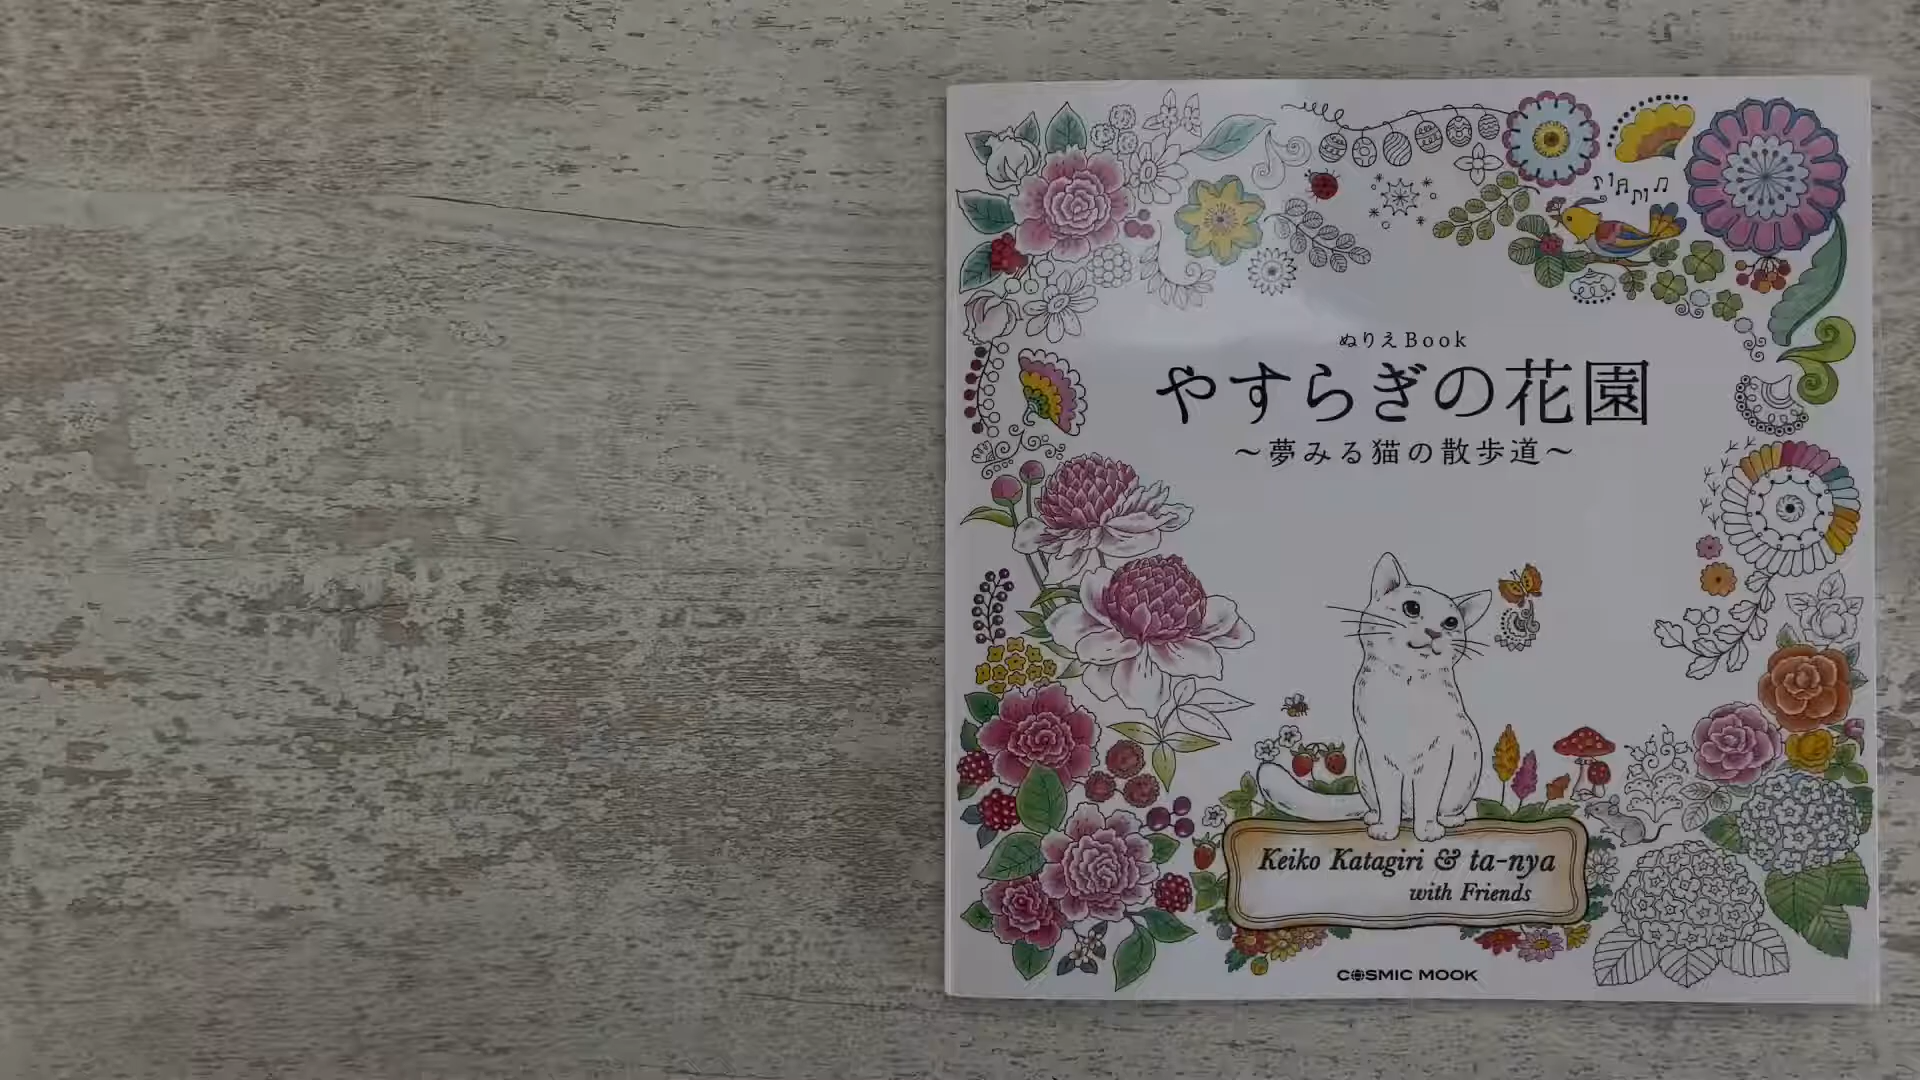 ぬりえBook
やすらぎの花園
～夢みる猫の散歩道～
Keiko Katagiri & ta-nya
with Friends
COSMIC MOOK